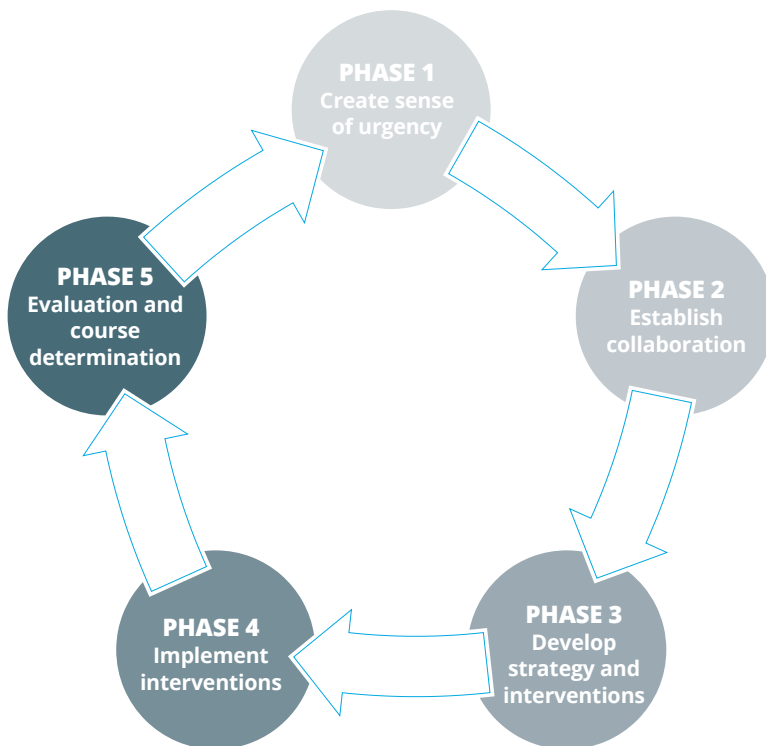 PHASE 1
Create sense
of urgency
PHASE 2
Establish
collaboration
PHASE 3
Develop
strategy and
interventions
PHASE 4
Implement
interventions
PHASE 5
Evaluation and
course
determination